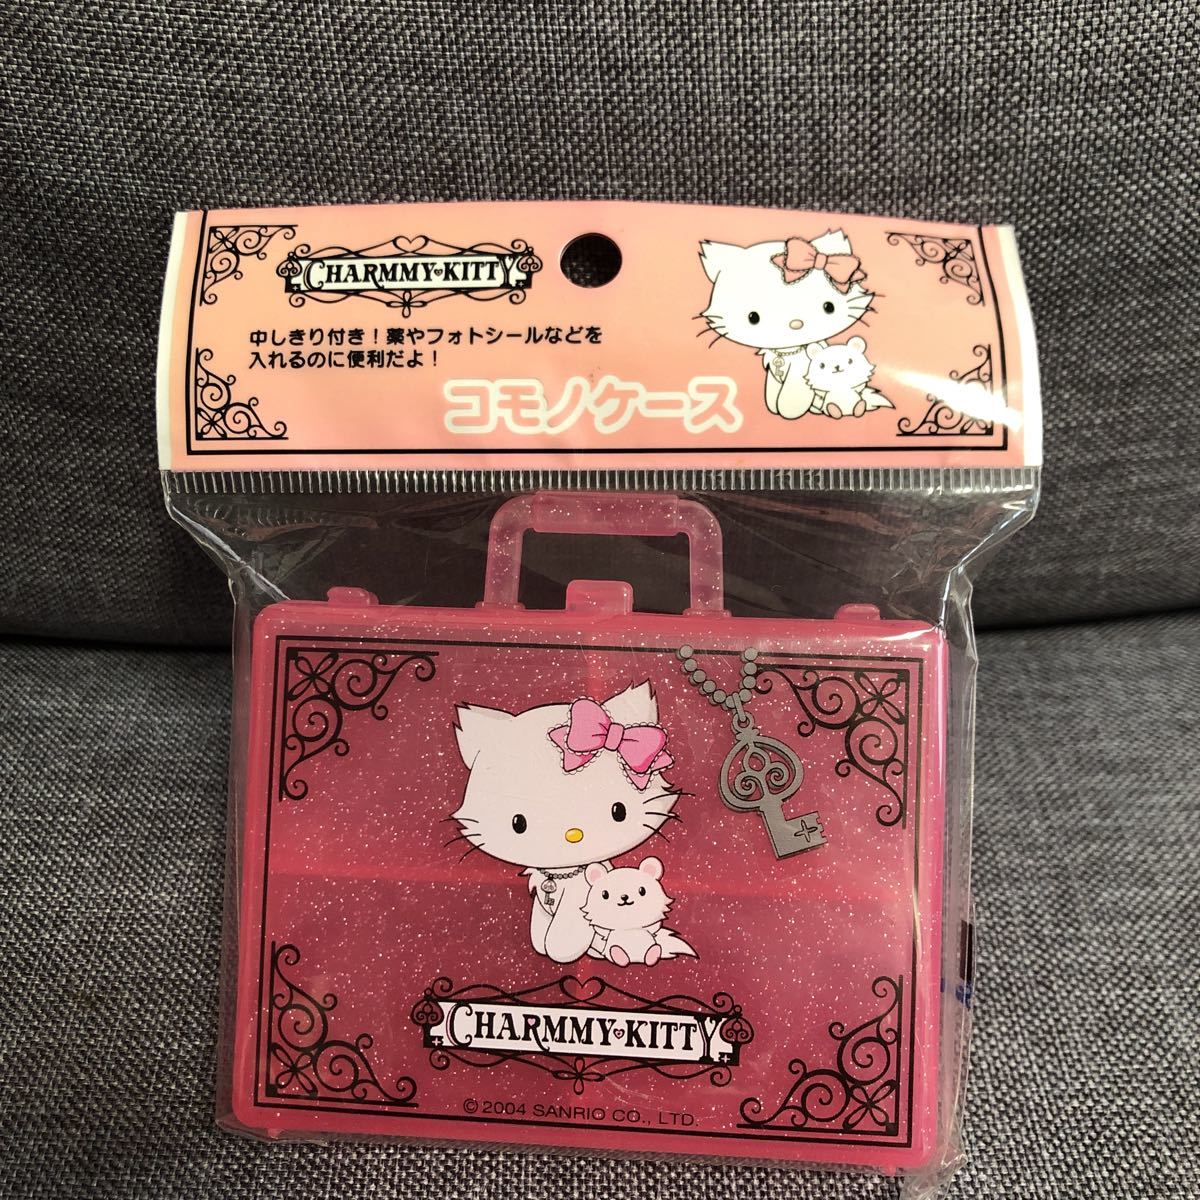 CHARMMY♥KITTY
中しきり付き！薬やフォトシールなどを
入れるのに便利だよ！
コモノケース
CHARMMY♥KITTY
© 2004 SANRIO CO., LTD.